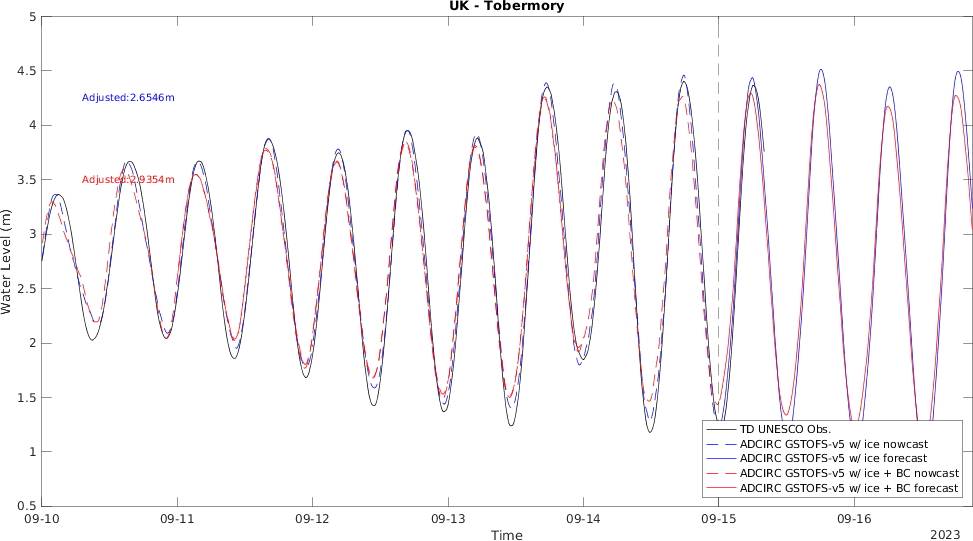 UK - Tobermory
5
4.5
4
3.5
3
2.5
2
1.5
1
0.5
Water Level (m)
Adjusted:2.6546m
Adjusted:2.9354m
TD UNESCO Obs.
ADCIRC GSTOFS-v5 w/ ice nowcast
ADCIRC GSTOFS-v5 w/ ice forecast
ADCIRC GSTOFS-v5 w/ ice + BC nowcast
ADCIRC GSTOFS-v5 w/ ice + BC forecast
09-10 09-11 09-12 09-13 09-14 09-15 09-16
Time
2023